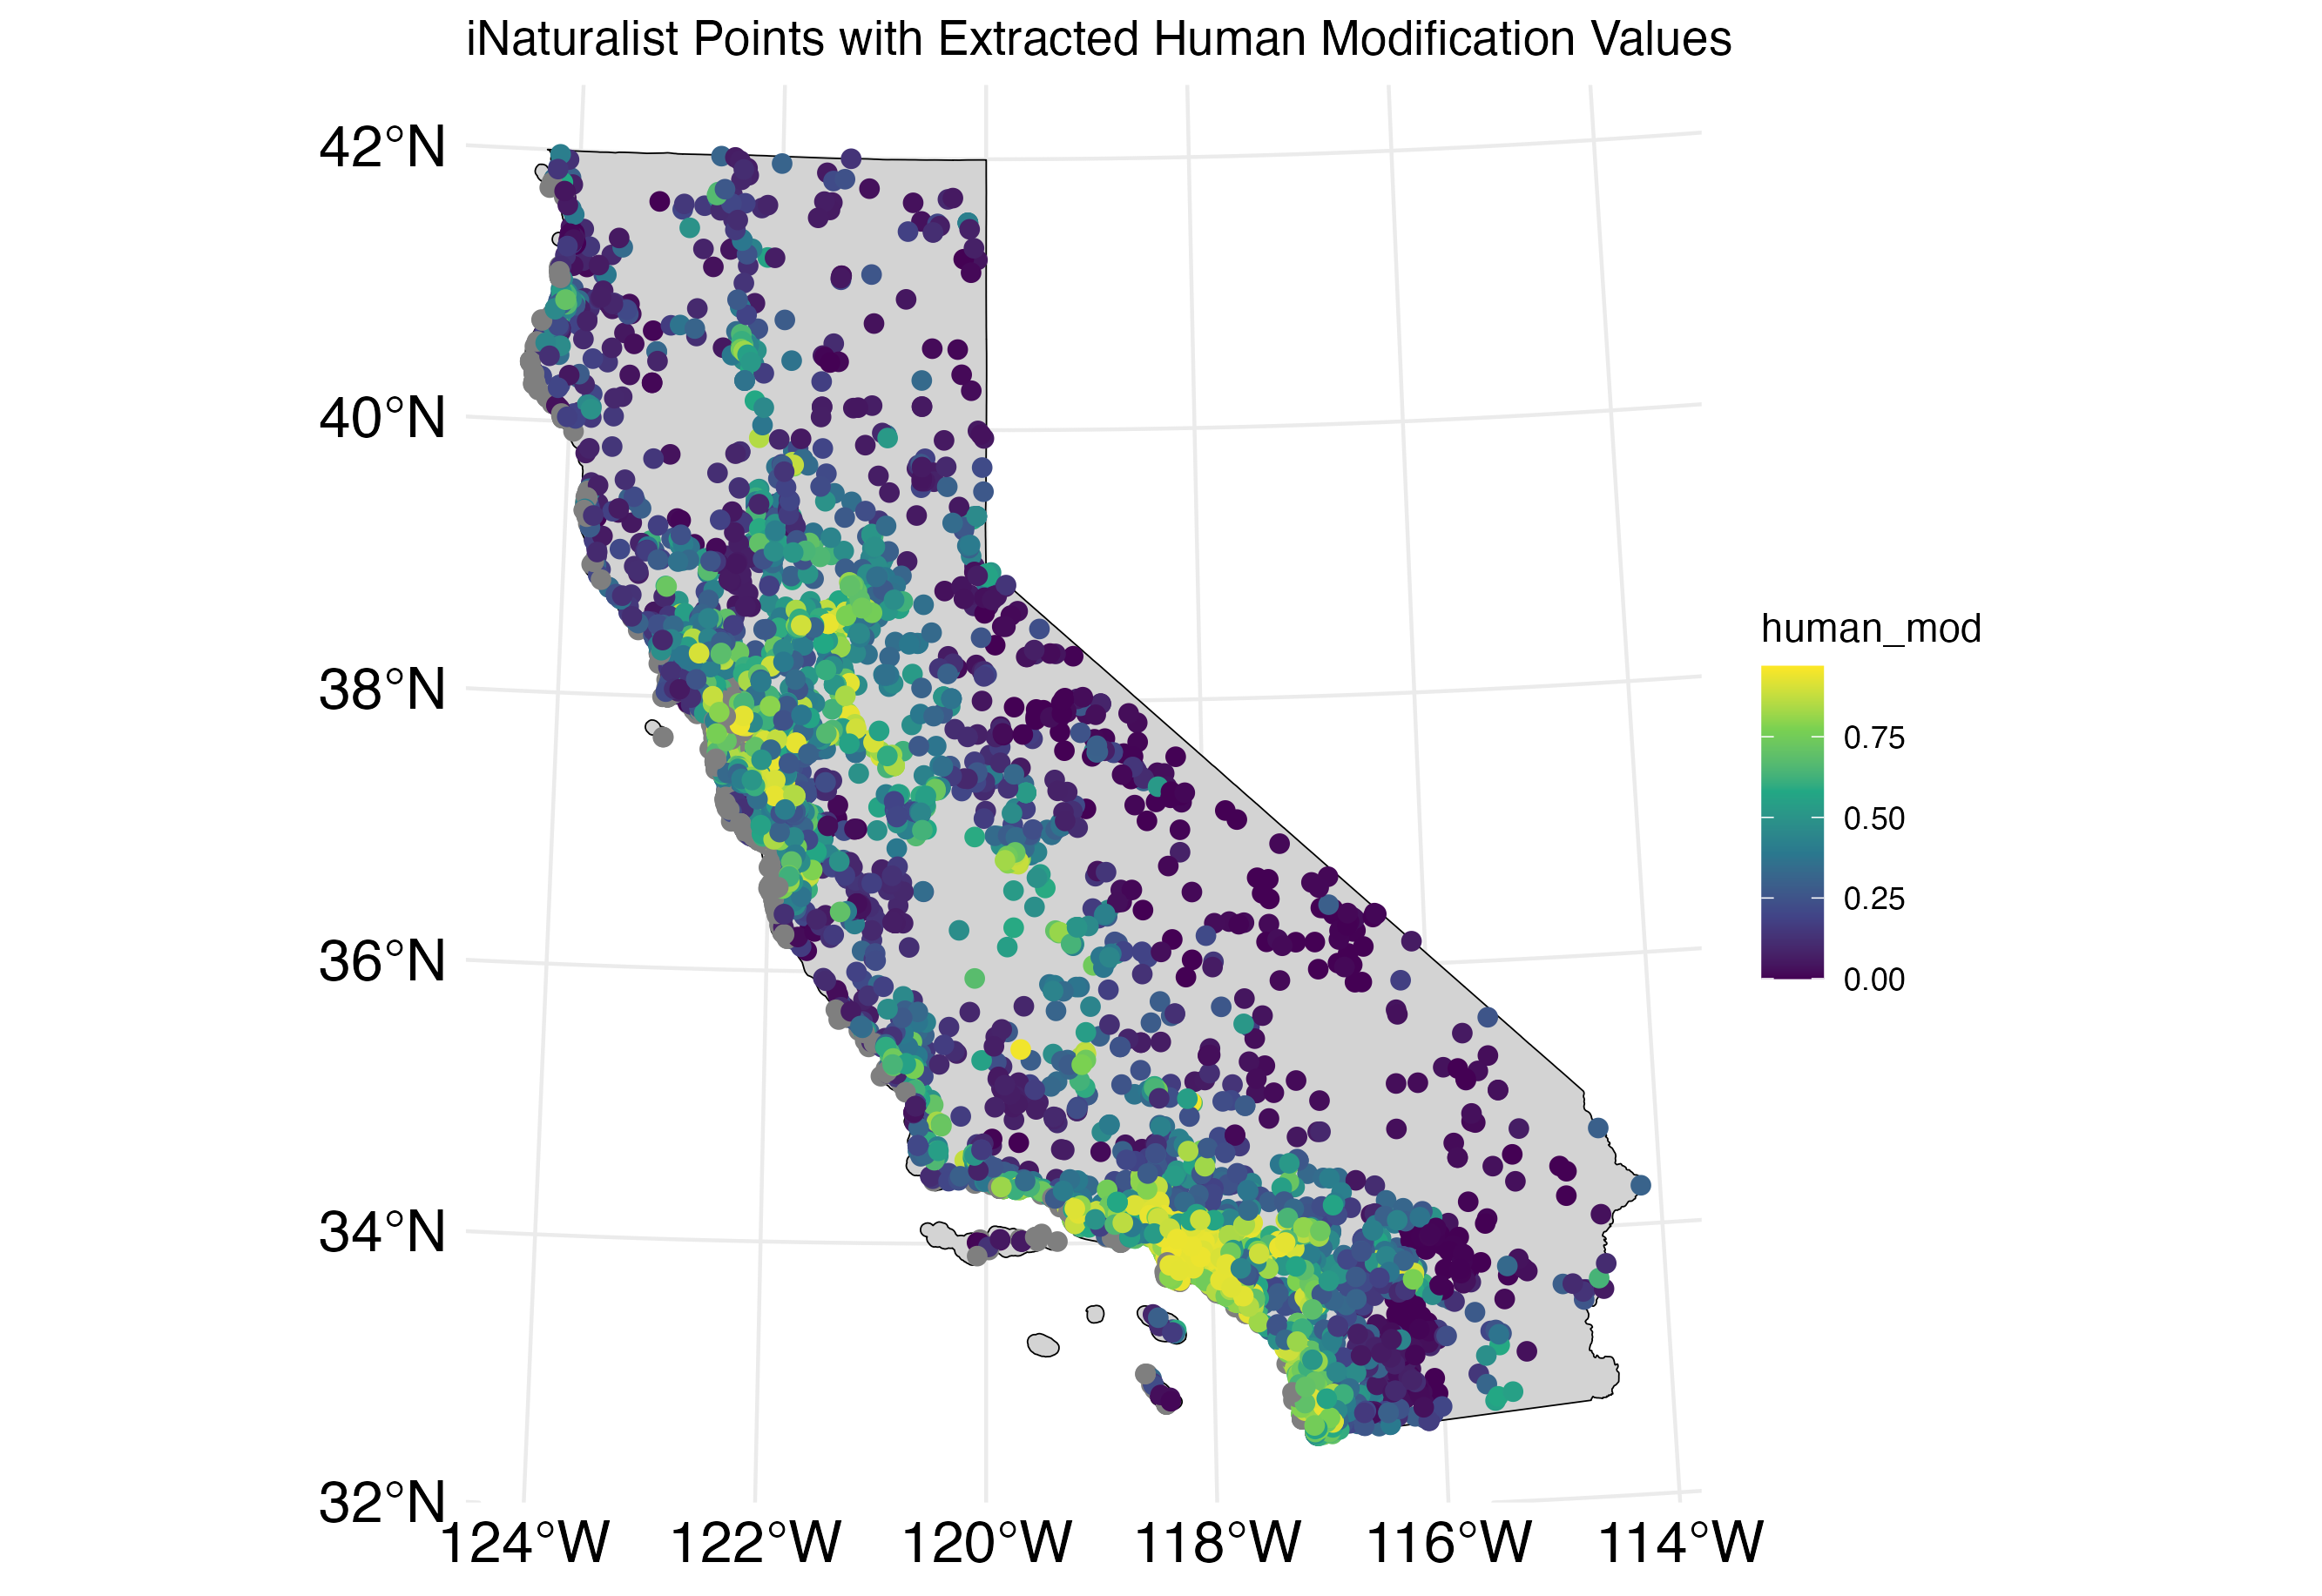 iNaturalist Points with Extracted Human Modification Values
42°N
40°N
38°N
36°N
34°N
32°N
124°W 122°W 120°W 118°W 116°W 114°W
human_mod
0.75
0.50
0.25
0.00